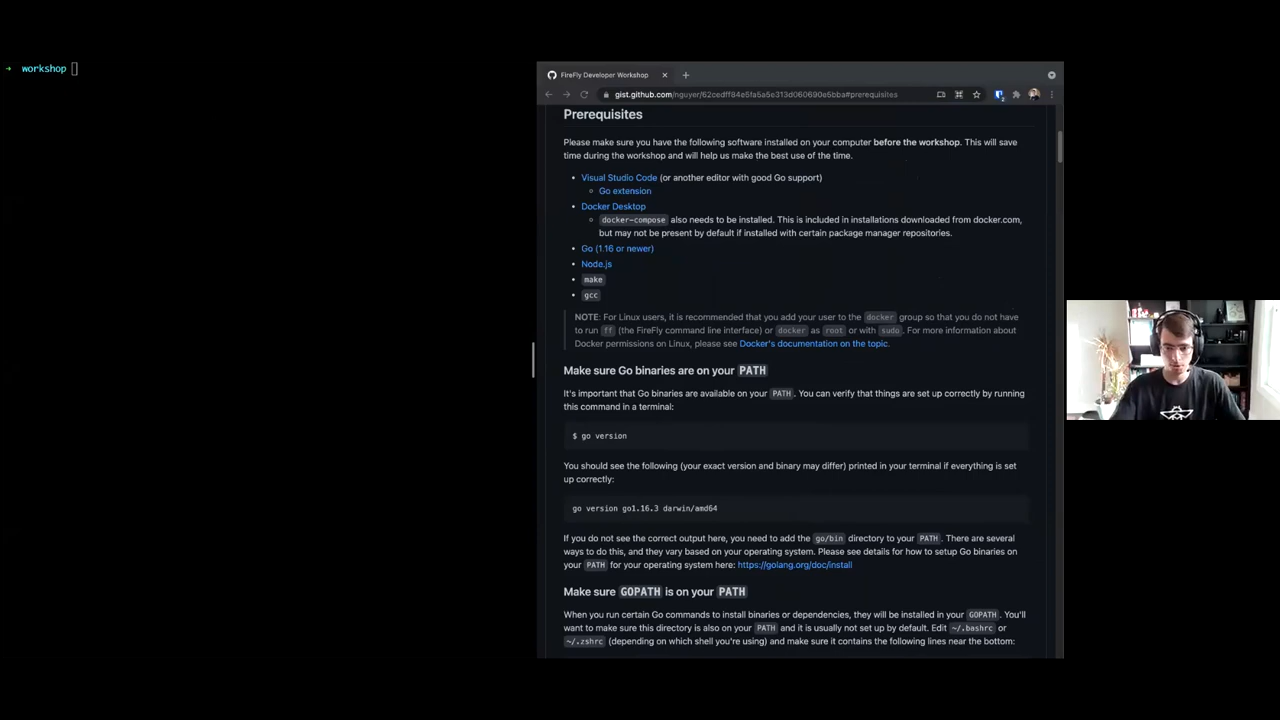 ➜ workshop
FireFly Developer Workshop
gist.github.com/nguyer/62cedff84e5fa5a5e313d060690e5bba#prerequisites
Prerequisites
Please make sure you have the following software installed on your computer before the workshop. This will save
time during the workshop and will help us make the best use of the time.
• Visual Studio Code (or another editor with good Go support)
◦ Go extension
• Docker Desktop
◦ docker-compose also needs to be installed. This is included in installations downloaded from docker.com,
but may not be present by default if installed with certain package manager repositories.
• Go (1.16 or newer)
• Node.js
• make
• gcc
NOTE: For Linux users, it is recommended that you add your user to the docker group so that you do not have
to run ff (the FireFly command line interface) or docker as root or with sudo. For more information about
Docker permissions on Linux, please see Docker's documentation on the topic.
Make sure Go binaries are on your PATH
It's important that Go binaries are available on your PATH. You can verify that things are set up correctly by running
this command in a terminal:
$ go version
You should see the following (your exact version and binary may differ) printed in your terminal if everything is set
up correctly:
go version go1.16.3 darwin/amd64
If you do not see the correct output here, you need to add the go/bin directory to your PATH. There are several
ways to do this, and they vary based on your operating system. Please see details for how to setup Go binaries on
your PATH for your operating system here: https://golang.org/doc/install
Make sure GOPATH is on your PATH
When you run certain Go commands to install binaries or dependencies, they will be installed in your GOPATH. You'll
want to make sure this directory is also on your PATH and it is usually not set up by default. Edit ~/.bashrc or
~/.zshrc (depending on which shell you're using) and make sure it contains the following lines near the bottom: